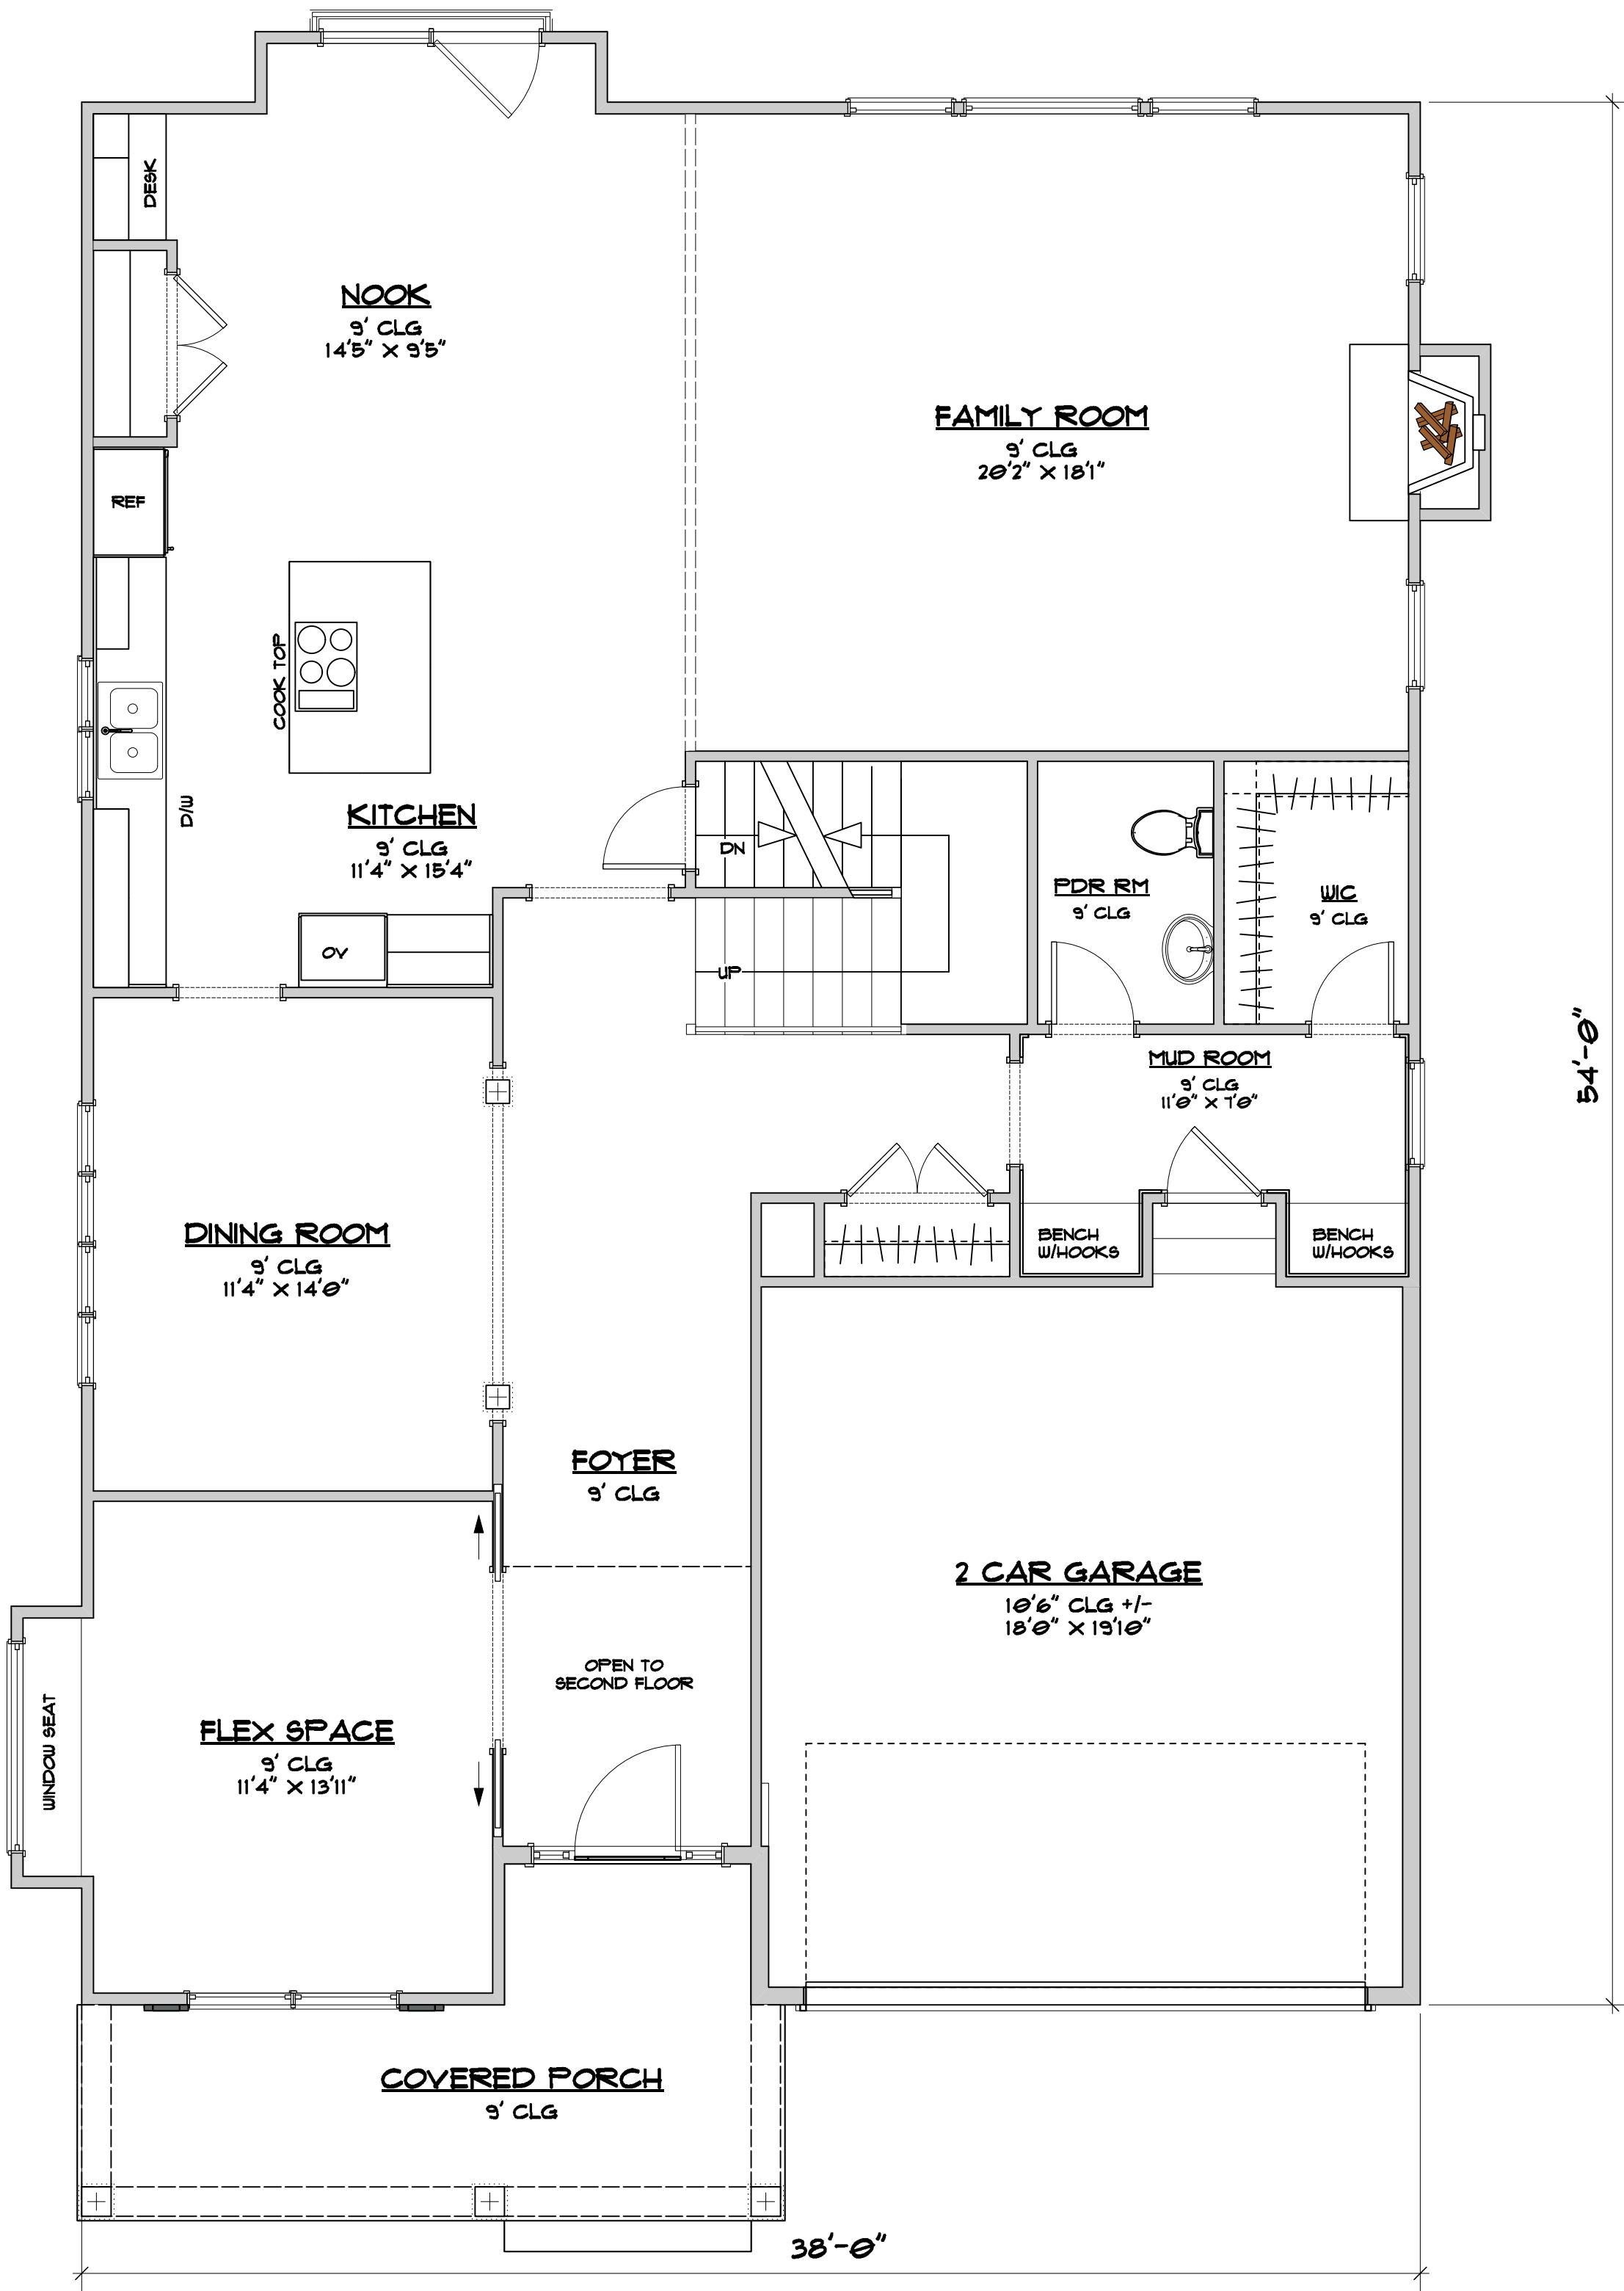 DESK
NOOK
9' CLG
14'5" X 9'5"
FAMILY ROOM
9' CLG
20'2" X 18'1"
REF
COOK TOP
D/W
KITCHEN
9' CLG
11'4" X 15'4"
DN
PDR RM
9' CLG
WIC
9' CLG
OV
UP
MUD ROOM
9' CLG
11'0" X 7'0"
54'-0"
DINING ROOM
9' CLG
11'4" X 14'0"
BENCH
W/HOOKS
BENCH
W/HOOKS
FOYER
9' CLG
2 CAR GARAGE
10'6" CLG +/-
18'0" X 19'10"
OPEN TO
SECOND FLOOR
WINDOW SEAT
FLEX SPACE
9' CLG
11'4" X 13'11"
COVERED PORCH
9' CLG
38'-0"